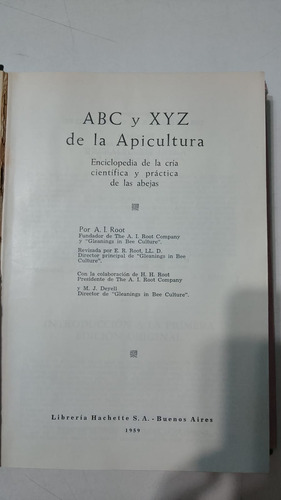 ABC y XYZ
de la Apicultura
Enciclopedia de la cría
científica y práctica
de las abejas
Por A. I. Root
Fundador de The A. I. Root Company
y "Gleanings in Bee Culture".
Revisada por E. R. Root, LL. D.
Director principal de "Gleanings in Bee
Culture".
Con la colaboración de H. H. Root
Presidente de The A. I. Root Company
y M. J. Deyell
Director de "Gleanings in Bee Culture".
Librería Hachette S. A. - Buenos Aires
1959